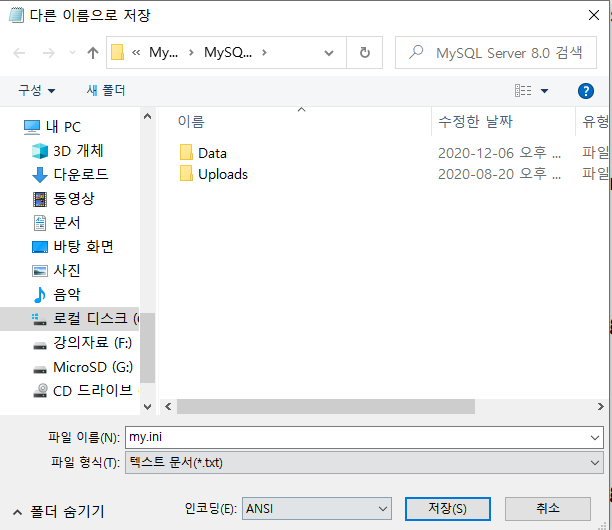 다른 이름으로 저장
« My... › MySQ... ›
MySQL Server 8.0 검색
구성
새 폴더
이름
수정한 날짜
유형
내 PC
3D 개체
다운로드
동영상
문서
바탕 화면
사진
음악
로컬 디스크 (
강의자료 (F:)
MicroSD (G:)
CD 드라이브
Data
2020-12-06 오후 ...
파일
Uploads
2020-08-20 오후 ...
파일
파일 이름(N):
my.ini
파일 형식(T):
텍스트 문서(*.txt)
폴더 숨기기
인코딩(E):
ANSI
저장(S)
취소